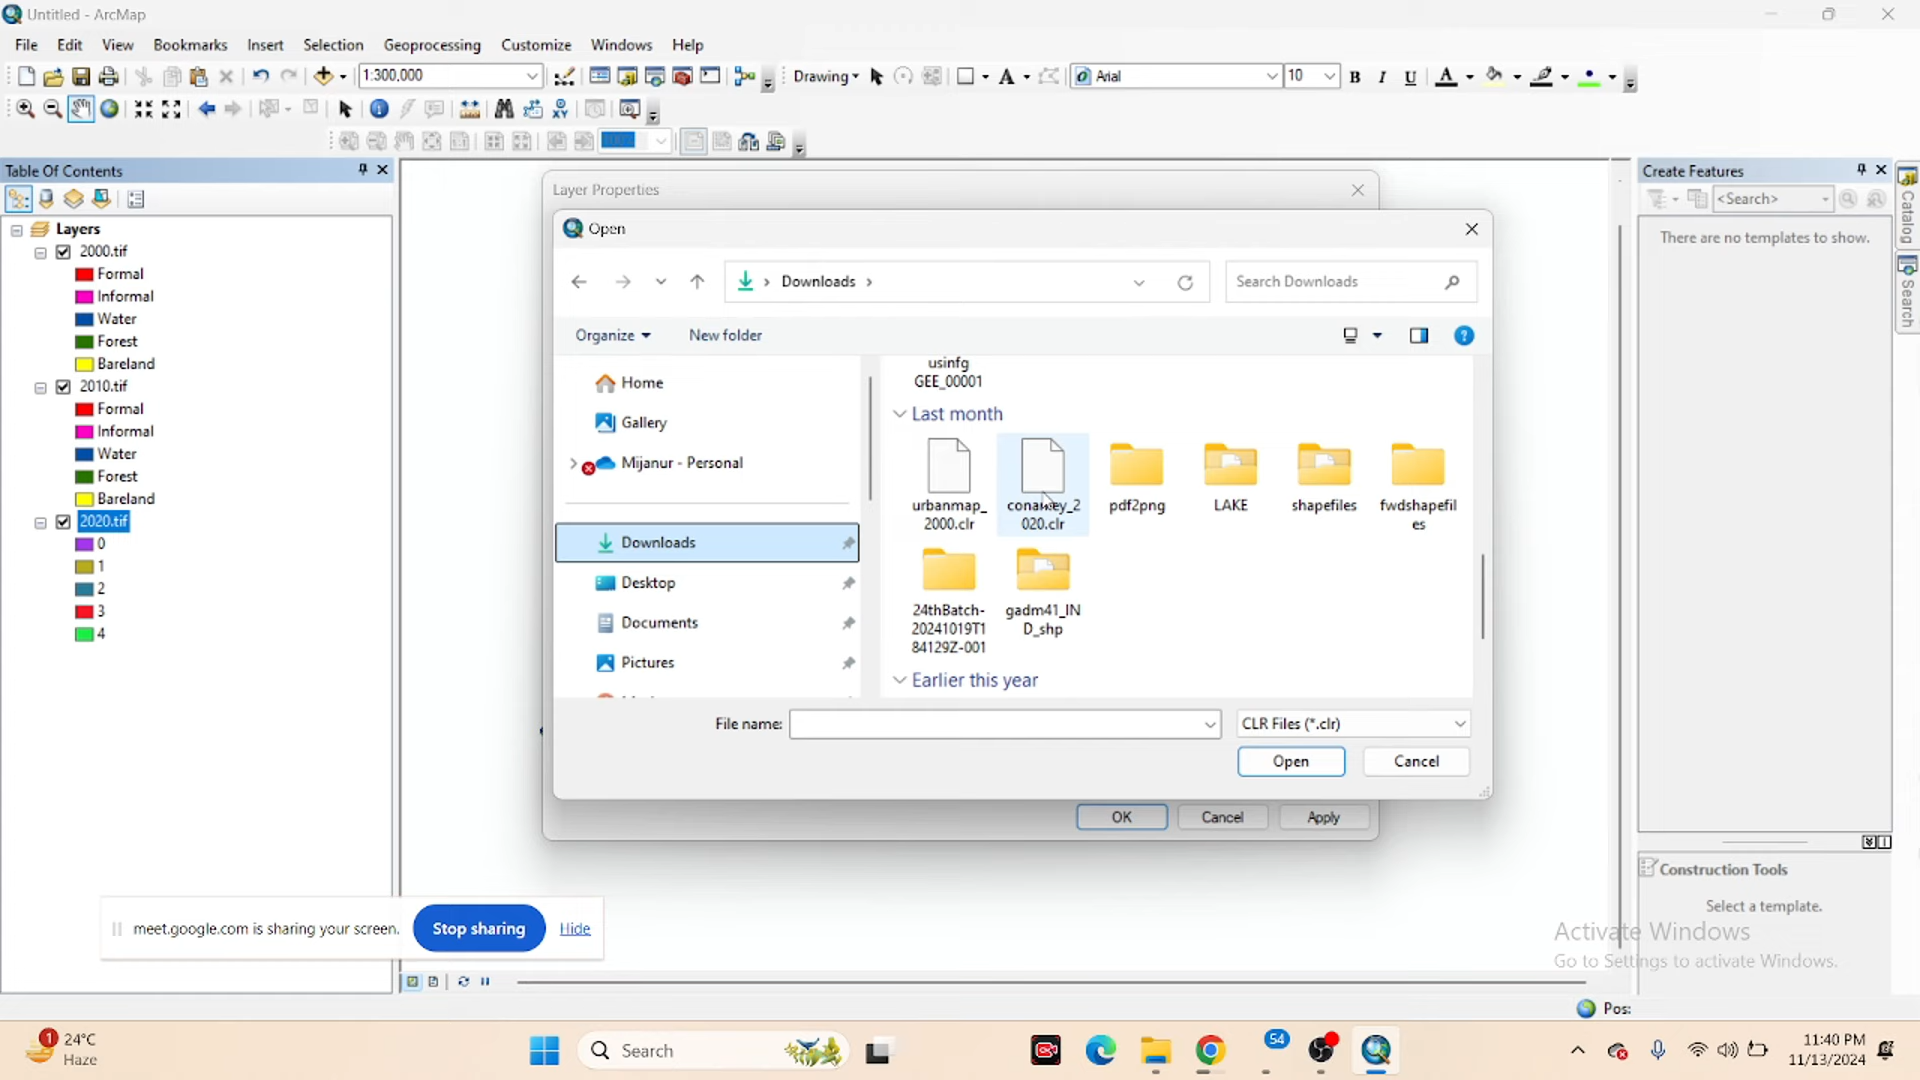 Untitled - ArcMap
File Edit View Bookmarks Insert Selection Geoprocessing Customize Windows Help
1:300,000 Drawing Arial 10 B I U A
Table Of Contents
Layers
2000.tif
Formal
Informal
Water
Forest
Bareland
2010.tif
Formal
Informal
Water
Forest
Bareland
2020.tif
0
1
2
3
4
Layer Properties
Open
Downloads
Search Downloads
Organize New folder
Home
Gallery
Mijanur - Personal
Downloads
Desktop
Documents
Pictures
usinfg
GEE_00001
Last month
urbanmap_
2000.clr
2
020.clr
pdf2png
LAKE
shapefiles
fwdshapefil
es
24thBatch-
20241019T1
84129Z-001
gadm41_IN
D_shp
Earlier this year
File name:
CLR Files (*.clr)
Open Cancel
OK Cancel Apply
Create Features
<Search>
There are no templates to show.
Catalog
Search
Construction Tools
Select a template.
Activate Windows
Go to Settings to activate Windows.
meet.google.com is sharing your screen. Stop sharing Hide
Pos:
1
24°C
Haze
Search
54
11:40 PM
11/13/2024